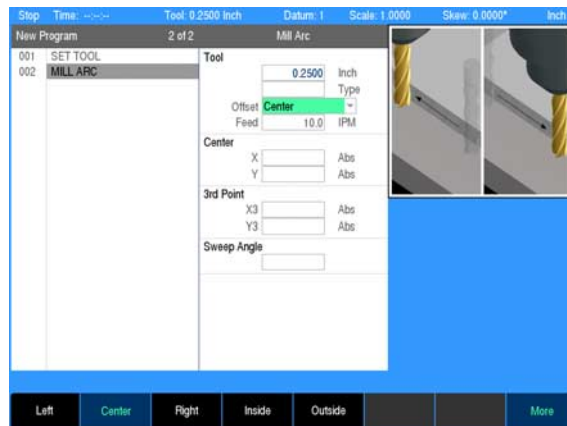 Stop Time: --:--:-- Tool: 0.2500 Inch Datum: 1 Scale: 1.0000 Skew: 0.0000° Inch
New Program 2 of 2 Mill Arc
001 SET TOOL
002 MILL ARC
Tool
0.2500 Inch
Type
Offset Center
Feed 10.0 IPM
Center
X Abs
Y Abs
3rd Point
X3 Abs
Y3 Abs
Sweep Angle
Left Center Right Inside Outside More